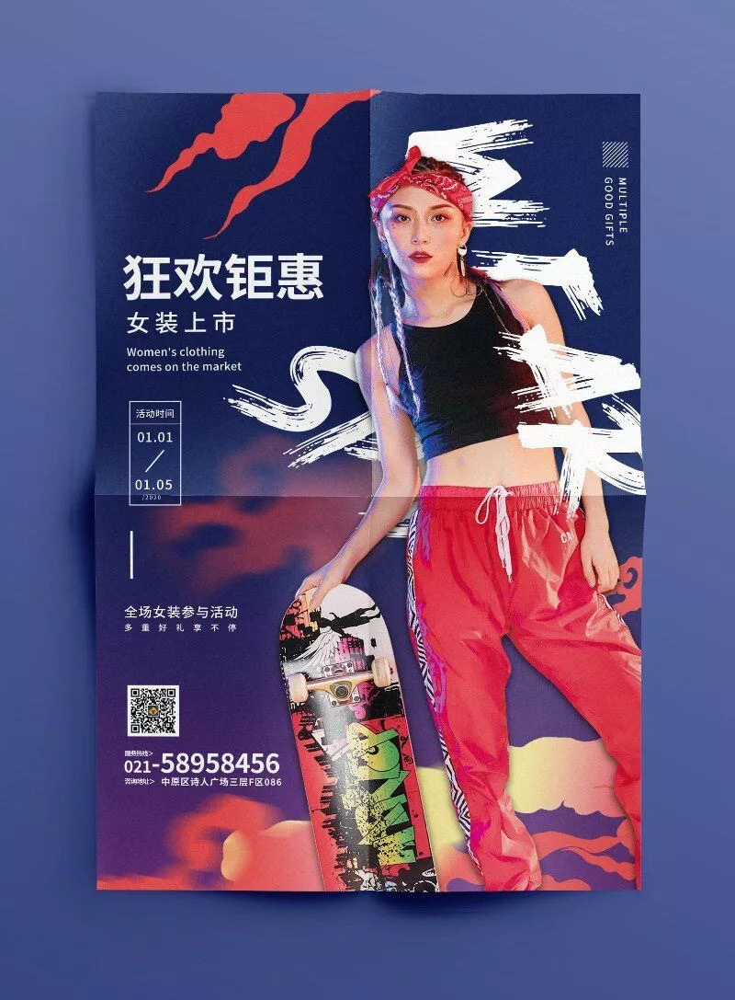 MULTIPLE
GOOD GIFTS
狂欢钜惠
女装上市
Women's clothing
comes on the market
活动时间
01.01
/
01.05
/2020
全场女装参与活动
多重好礼享不停
服务热线>
021-58958456
咨询地址>中原区诗人广场三层F区086